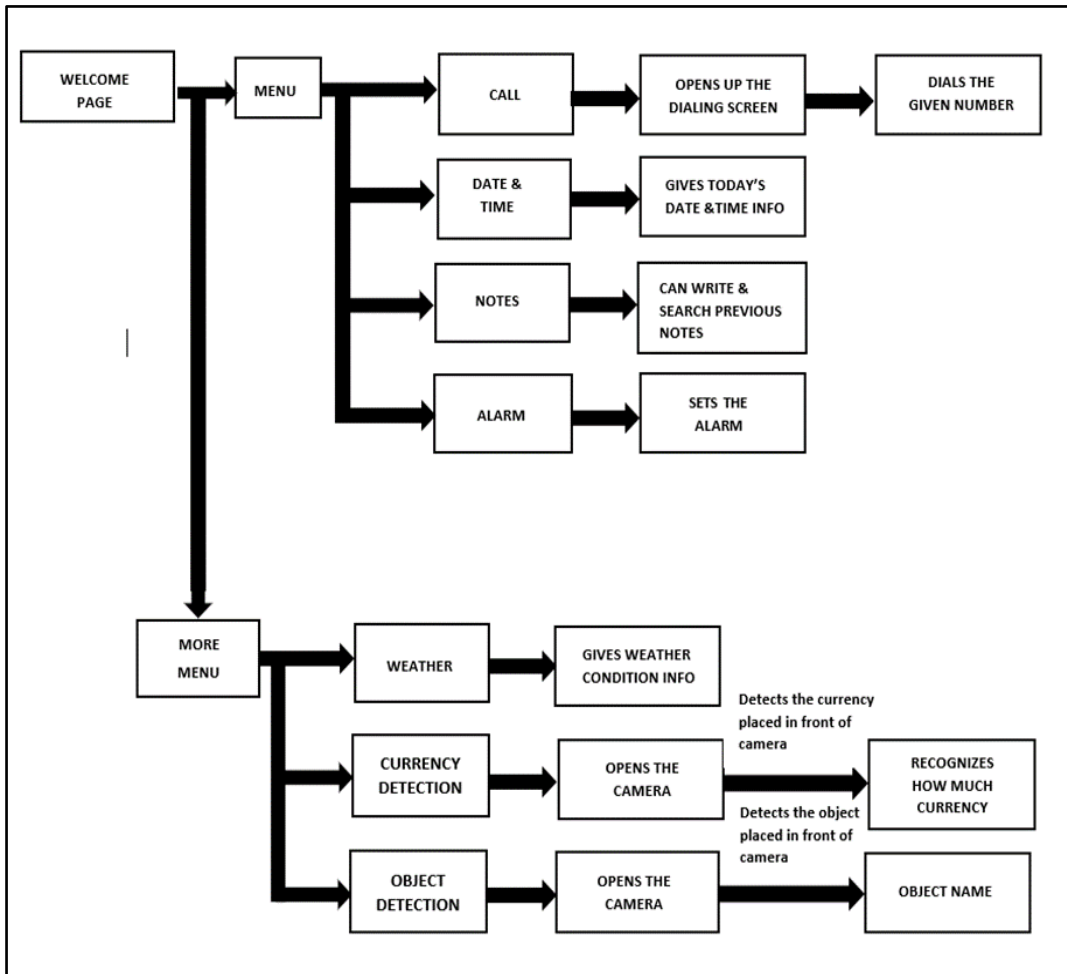 WELCOME
PAGE
MENU
CALL
OPENS UP THE
DIALING SCREEN
DIALS THE
GIVEN NUMBER
DATE &
TIME
GIVES TODAY'S
DATE &TIME INFO
NOTES
CAN WRITE &
SEARCH PREVIOUS
NOTES
ALARM
SETS THE
ALARM
MORE
MENU
WEATHER
GIVES WEATHER
CONDITION INFO
CURRENCY
DETECTION
OPENS THE
CAMERA
Detects the currency
placed in front of
camera
RECOGNIZES
HOW MUCH
CURRENCY
OBJECT
DETECTION
OPENS THE
CAMERA
Detects the object
placed in front of
camera
OBJECT NAME